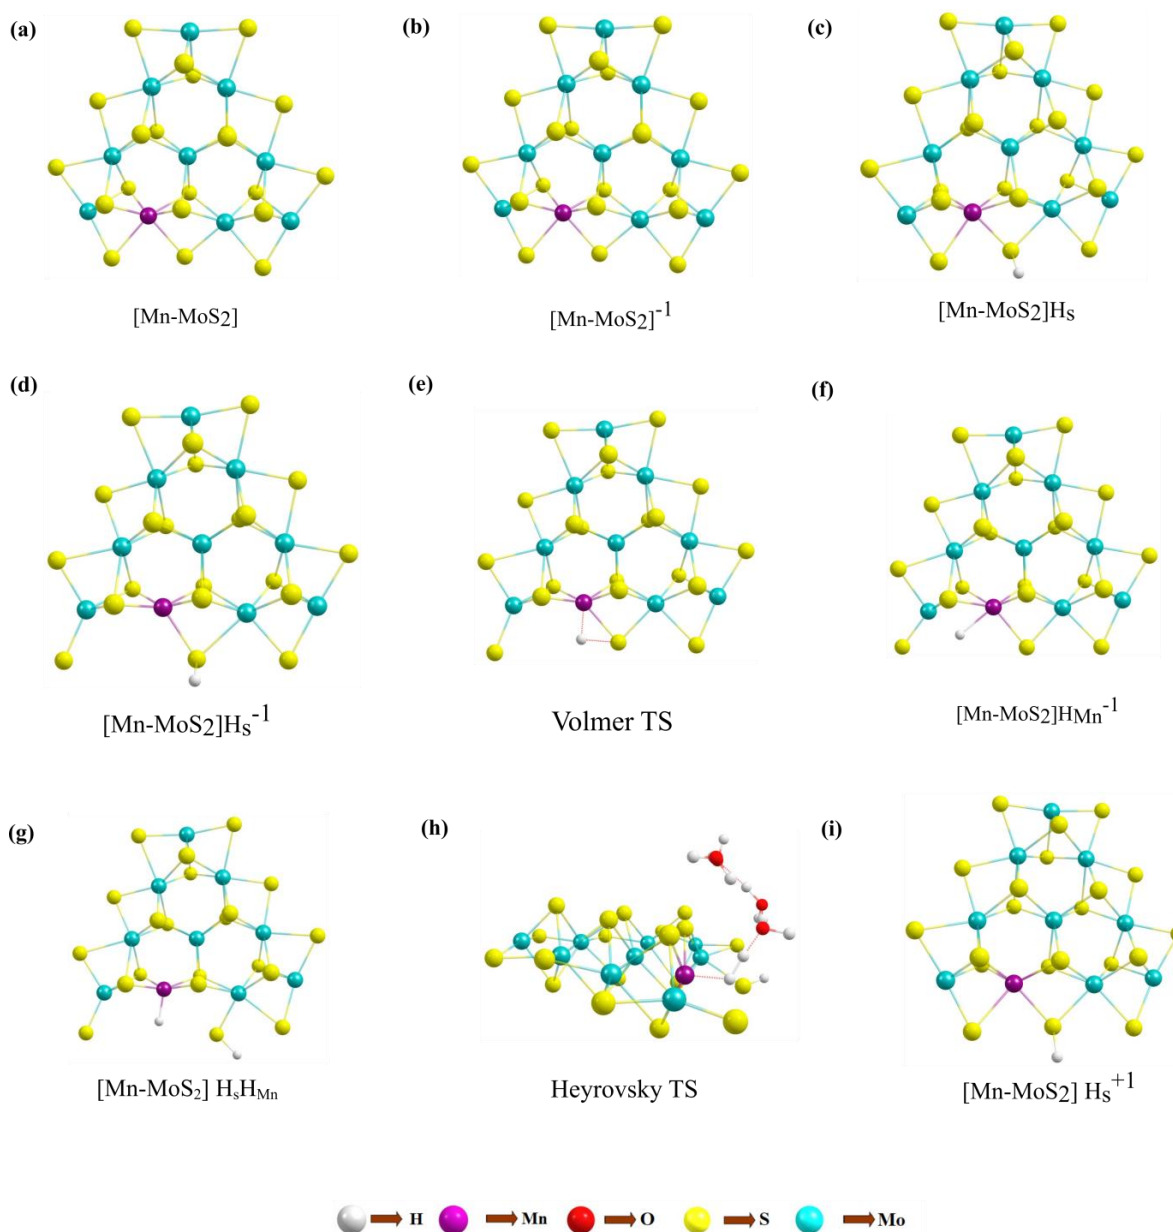 (a)
(b)
(c)
[Mn-MoS2]
[Mn-MoS2]-1
[Mn-MoS2]Hs
(d)
(e)
(f)
[Mn-MoS2]Hs-1
Volmer TS
[Mn-MoS2]HMn-1
(g)
(h)
(i)
[Mn-MoS2] HsHMn
Heyrovsky TS
[Mn-MoS2] Hs+1
H Mn O S Mo